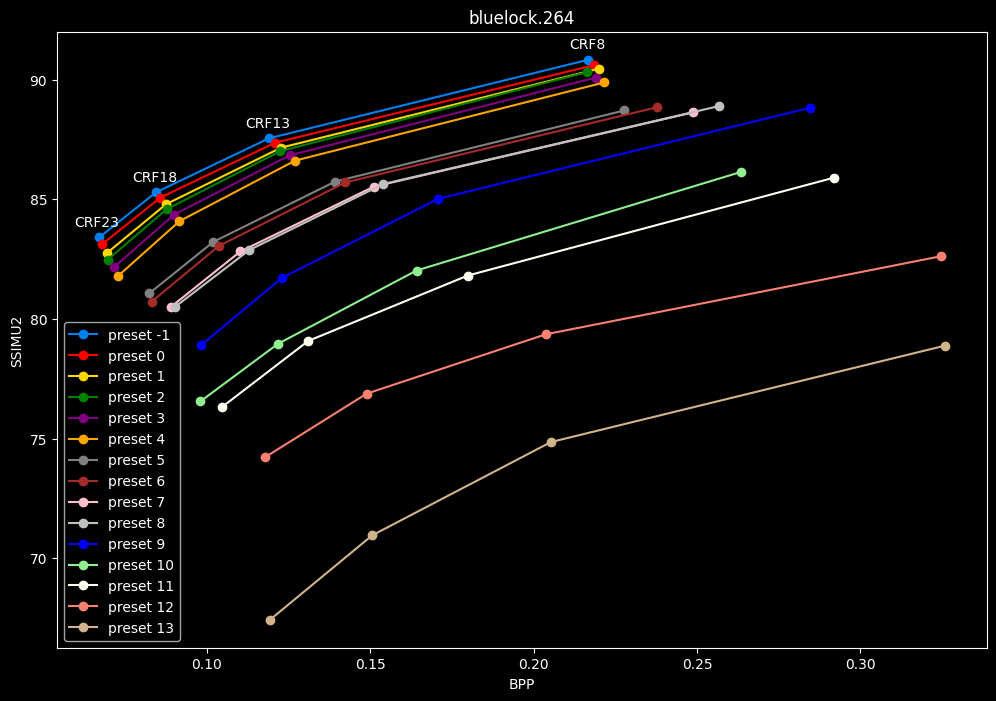 bluelock.264
CRF8
CRF13
CRF18
CRF23
90
85
80
75
70
SSIMU2
preset -1
preset 0
preset 1
preset 2
preset 3
preset 4
preset 5
preset 6
preset 7
preset 8
preset 9
preset 10
preset 11
preset 12
preset 13
0.10 0.15 0.20 0.25 0.30
BPP